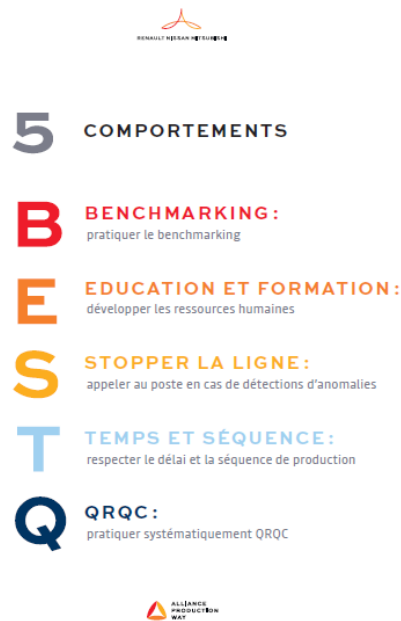 RENAULT NISSAN MITSUBISHI
5 COMPORTEMENTS
B BENCHMARKING :
pratiquer le benchmarking
E EDUCATION ET FORMATION :
développer les ressources humaines
S STOPPER LA LIGNE :
appeler au poste en cas de détections d'anomalies
T TEMPS ET SÉQUENCE :
respecter le délai et la séquence de production
Q QRQC :
pratiquer systématiquement QRQC
ALLIANCE
PRODUCTION
WAY